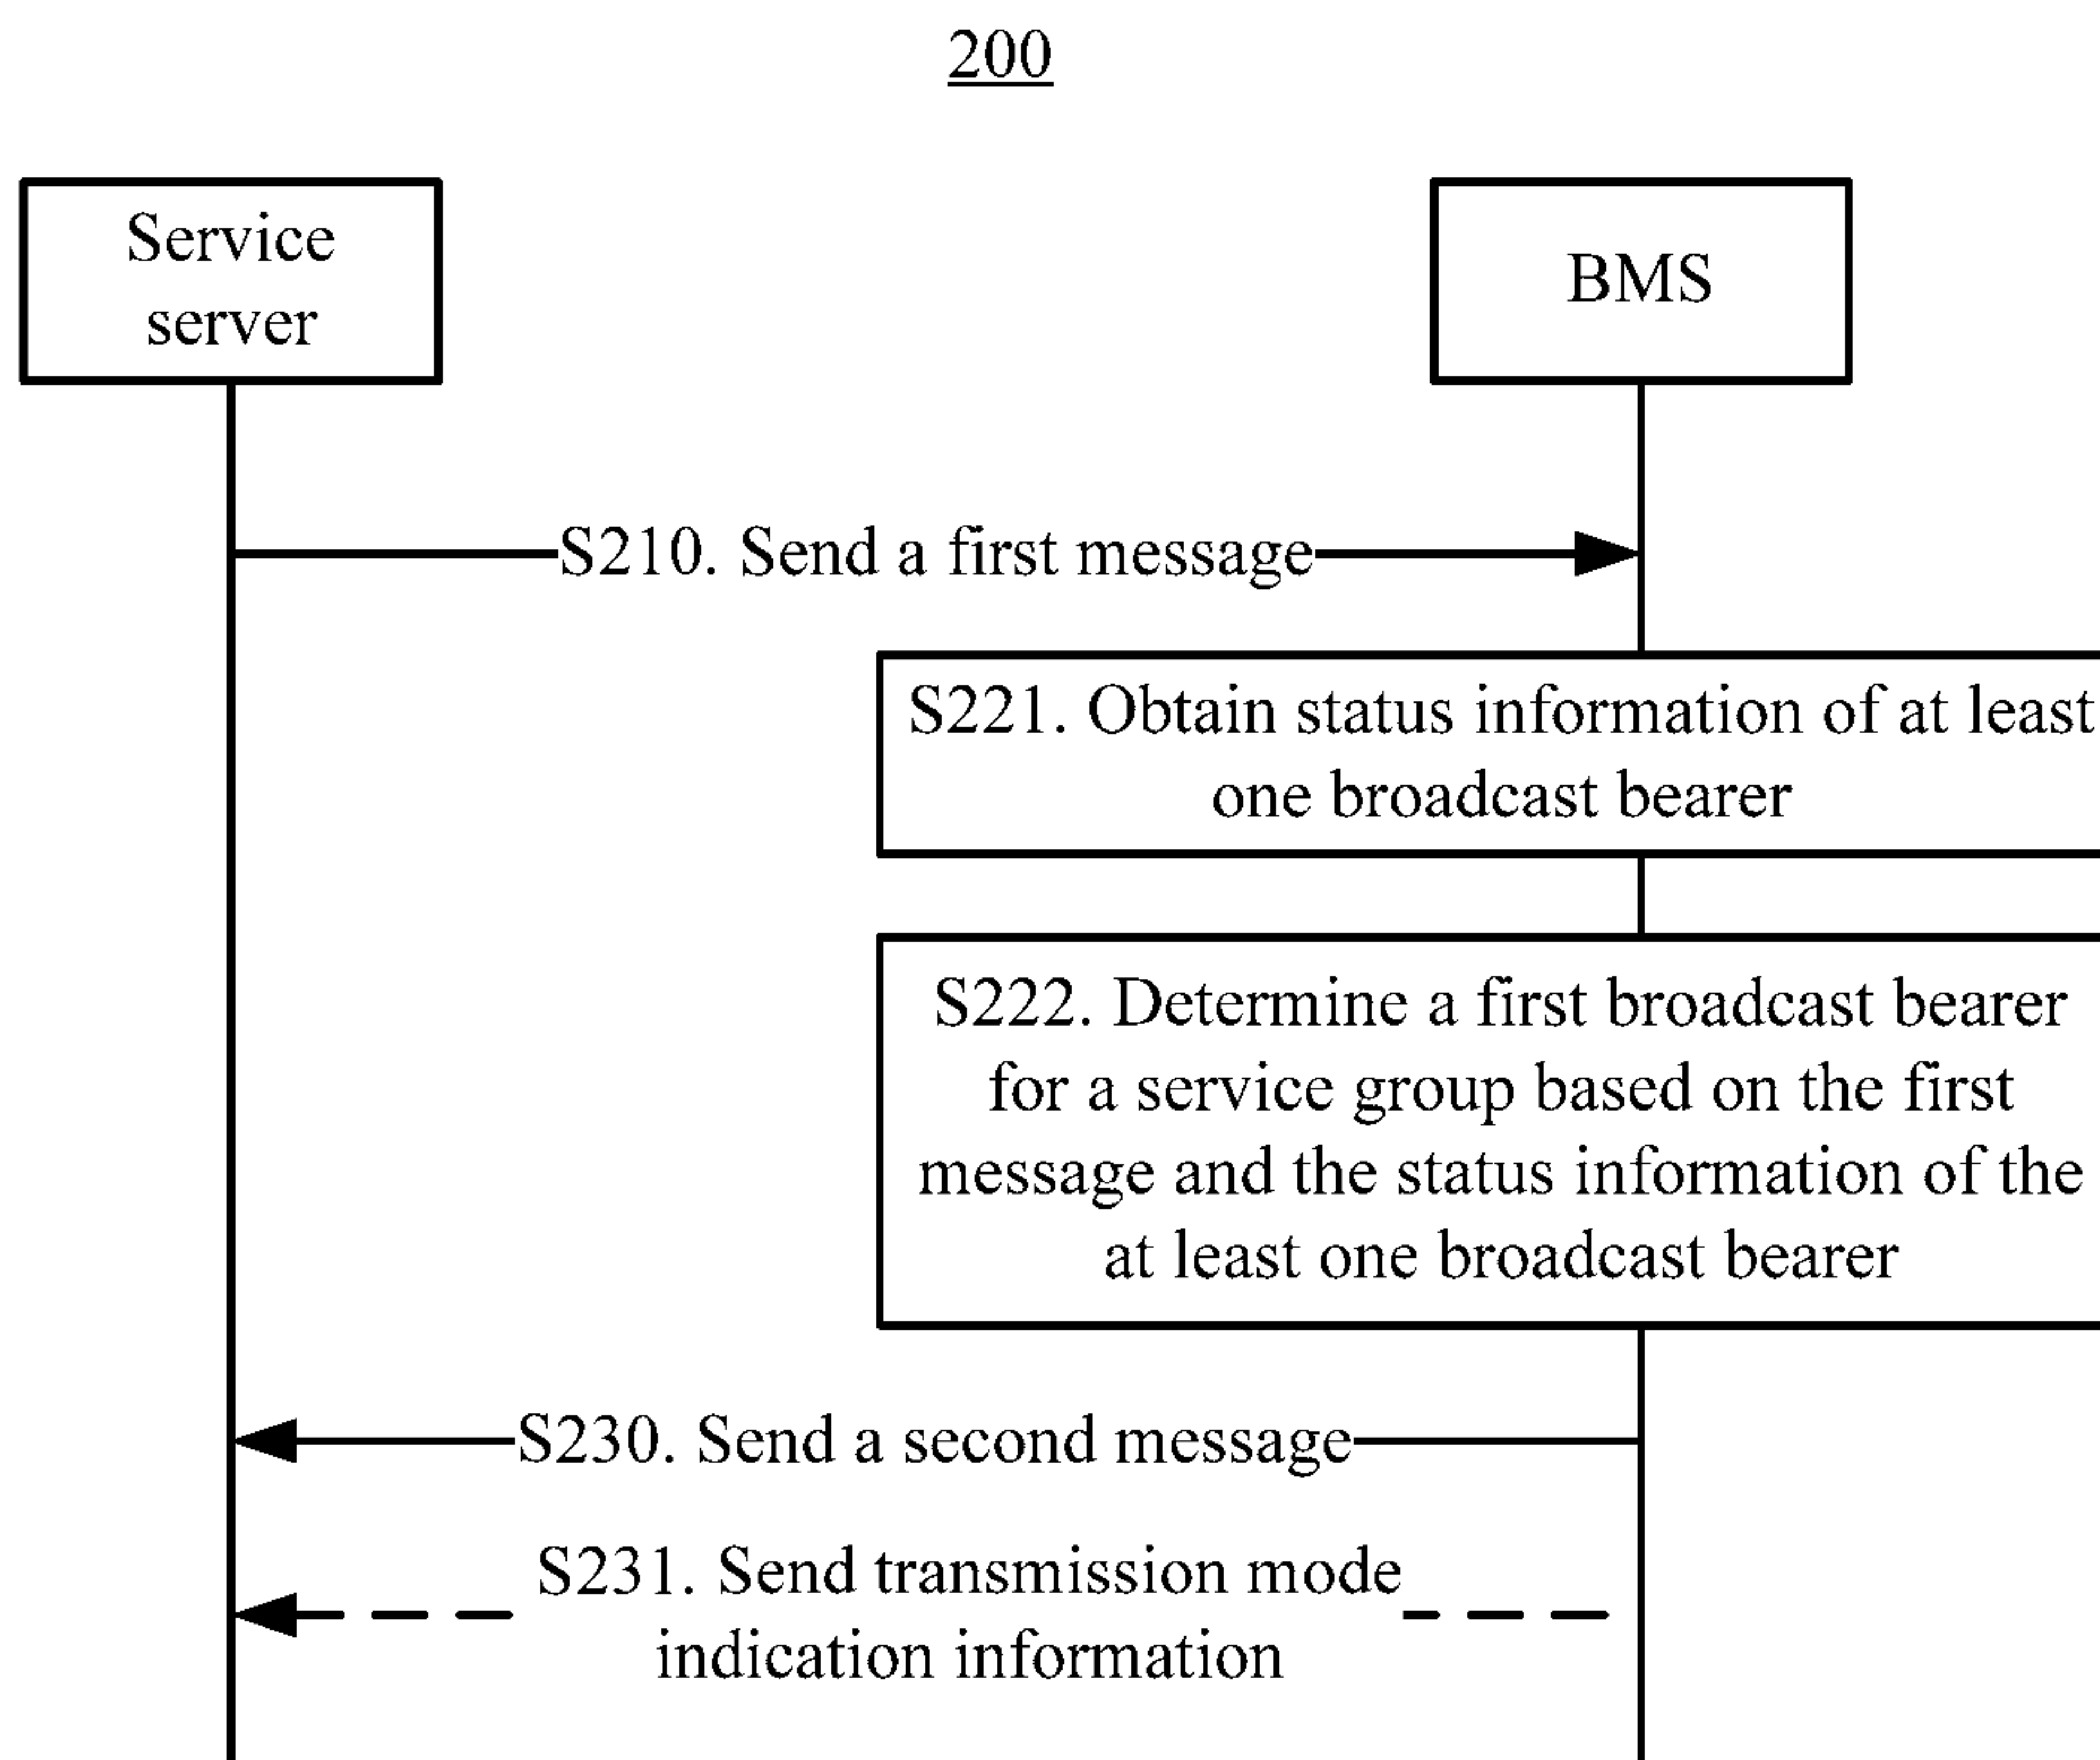 200
Service
server
BMS
S210. Send a first message
S221. Obtain status information of at least
one broadcast bearer
S222. Determine a first broadcast bearer
for a service group based on the first
message and the status information of the
at least one broadcast bearer
S230. Send a second message
S231. Send transmission mode
indication information